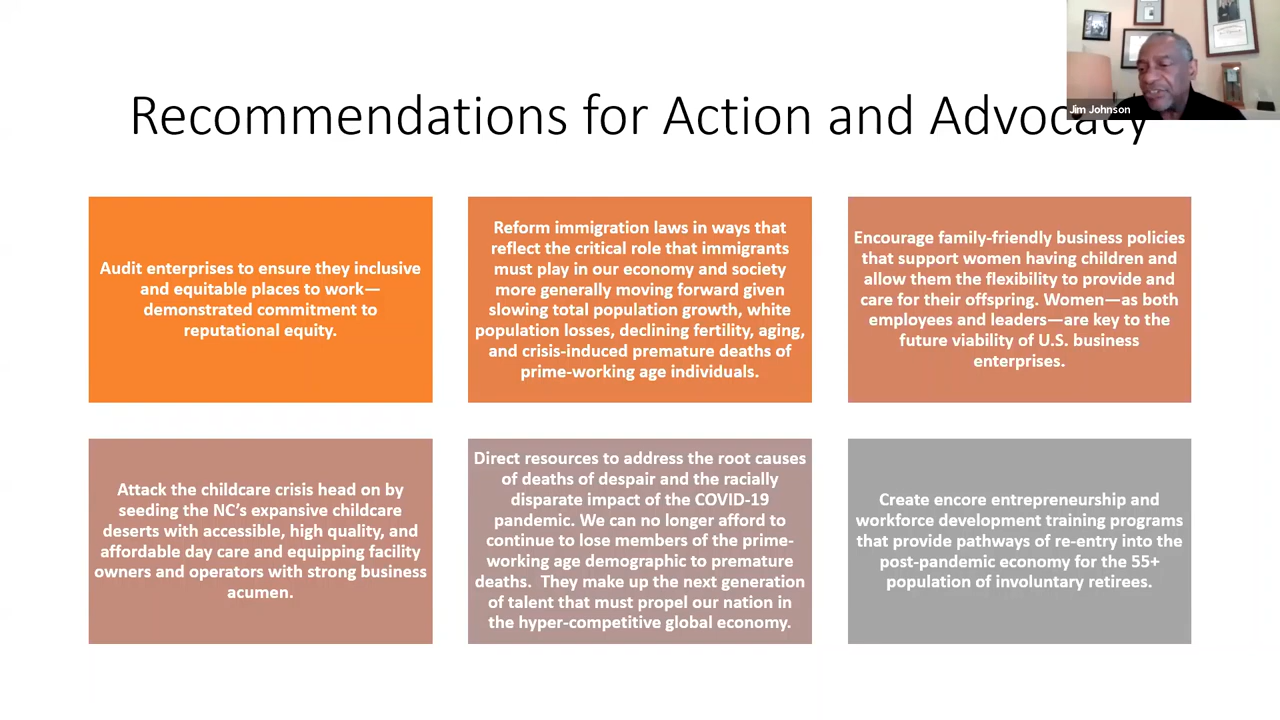 Jim Johnson
Recommendations for Action and Advocacy
Audit enterprises to ensure they inclusive
and equitable places to work—
demonstrated commitment to
reputational equity.
Reform immigration laws in ways that
reflect the critical role that immigrants
must play in our economy and society
more generally moving forward given
slowing total population growth, white
population losses, declining fertility, aging,
and crisis-induced premature deaths of
prime-working age individuals.
Encourage family-friendly business policies
that support women having children and
allow them the flexibility to provide and
care for their offspring. Women—as both
employees and leaders—are key to the
future viability of U.S. business
enterprises.
Attack the childcare crisis head on by
seeding the NC’s expansive childcare
deserts with accessible, high quality, and
affordable day care and equipping facility
owners and operators with strong business
acumen.
Direct resources to address the root causes
of deaths of despair and the racially
disparate impact of the COVID-19
pandemic. We can no longer afford to
continue to lose members of the prime-
working age demographic to premature
deaths.  They make up the next generation
of talent that must propel our nation in
the hyper-competitive global economy.
Create encore entrepreneurship and
workforce development training programs
that provide pathways of re-entry into the
post-pandemic economy for the 55+
population of involuntary retirees.